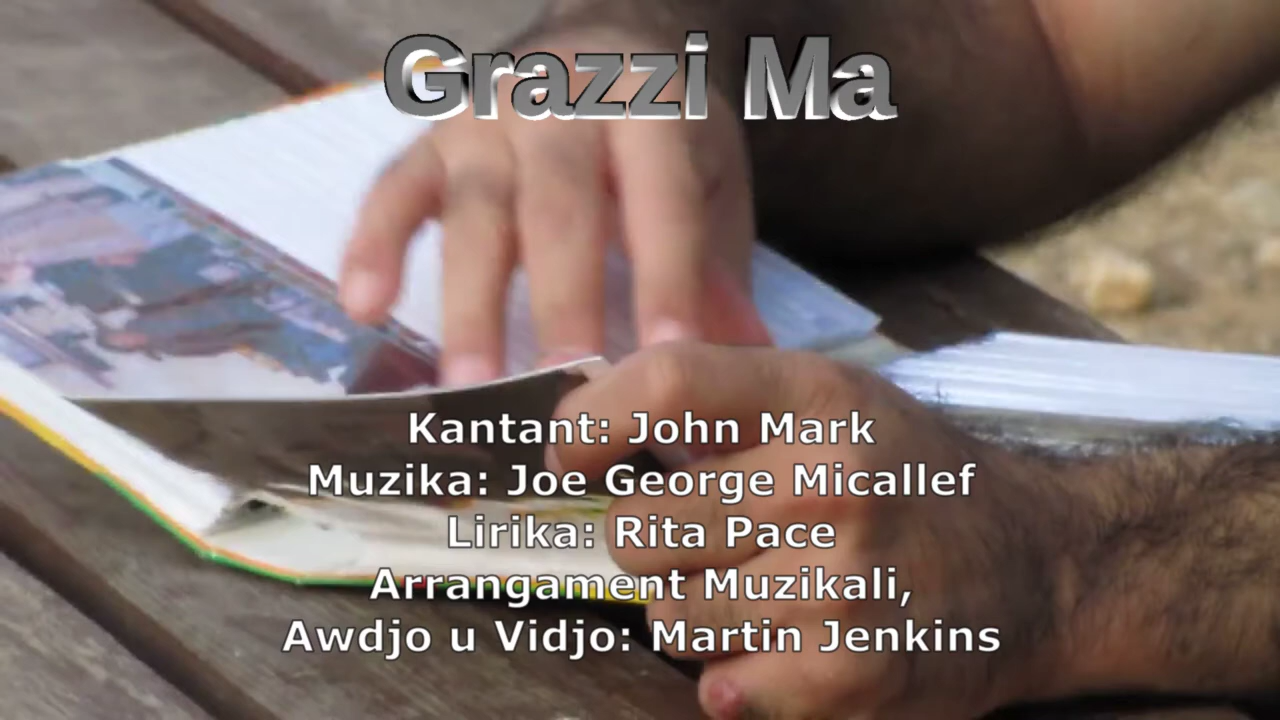 Grazzi Ma
Kantant: John Mark
Muzika: Joe George Micallef
Lirika: Rita Pace
Arrangament Muzikali,
Awdjo u Vidjo: Martin Jenkins